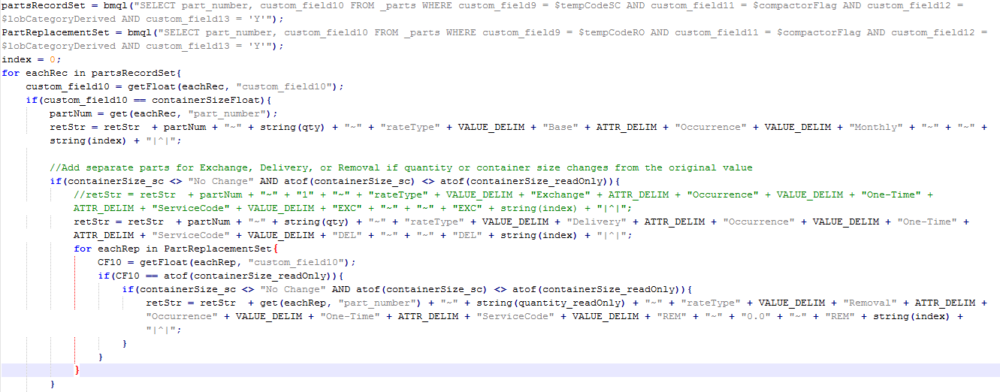 partsRecordSet = bmql("SELECT part_number, custom_field10 FROM _parts WHERE custom_field9 = $tempCodeSC AND custom_field11 = $compactorFlag AND custom_field12 =
$lobCategoryDerived AND custom_field13 = 'Y'");
PartReplacementSet = bmql("SELECT part_number, custom_field10 FROM _parts WHERE custom_field9 = $tempCodeRO AND custom_field11 = $compactorFlag AND custom_field12 =
$lobCategoryDerived AND custom_field13 = 'Y'");
index = 0;
for eachRec in partsRecordSet{
    custom_field10 = getFloat(eachRec, "custom_field10");
    if(custom_field10 == containerSizeFloat){
        partNum = get(eachRec, "part_number");
        retStr = retStr  + partNum + "~" + string(qty) + "~" + "rateType" + VALUE_DELIM + "Base" + ATTR_DELIM + "Occurrence" + VALUE_DELIM + "Monthly" + "~" + "~" +
        string(index) + "|^|";
        //Add separate parts for Exchange, Delivery, or Removal if quantity or container size changes from the original value
        if(containerSize_sc <> "No Change" AND atof(containerSize_sc) <> atof(containerSize_readOnly)){
            //retStr = retStr  + partNum + "~" + "1" + "~" + "rateType" + VALUE_DELIM + "Exchange" + ATTR_DELIM + "Occurrence" + VALUE_DELIM + "One-Time" +
            ATTR_DELIM + "ServiceCode" + VALUE_DELIM + "EXC" + "~" + "~" + "EXC" + string(index) + "|^|";
            retStr = retStr  + partNum + "~" + string(qty) + "~" + "rateType" + VALUE_DELIM + "Delivery" + ATTR_DELIM + "Occurrence" + VALUE_DELIM + "One-Time" +
            ATTR_DELIM + "ServiceCode" + VALUE_DELIM + "DEL" + "~" + "~" + "DEL" + string(index) + "|^|";
            for eachRep in PartReplacementSet{
                CF10 = getFloat(eachRep, "custom_field10");
                if(CF10 == atof(containerSize_readOnly)){
                    if(containerSize_sc <> "No Change" AND atof(containerSize_sc) <> atof(containerSize_readOnly)){
                        retStr = retStr  + get(eachRep, "part_number") + "~" + string(quantity_readOnly) + "~" + "rateType" + VALUE_DELIM + "Removal" + ATTR_DELIM +
                        "Occurrence" + VALUE_DELIM + "One-Time" + ATTR_DELIM + "ServiceCode" + VALUE_DELIM + "REM" + "~" + "0.0" + "~" + "REM" + string(index) +
                        "|^|";
                    }
                }
            }
        }